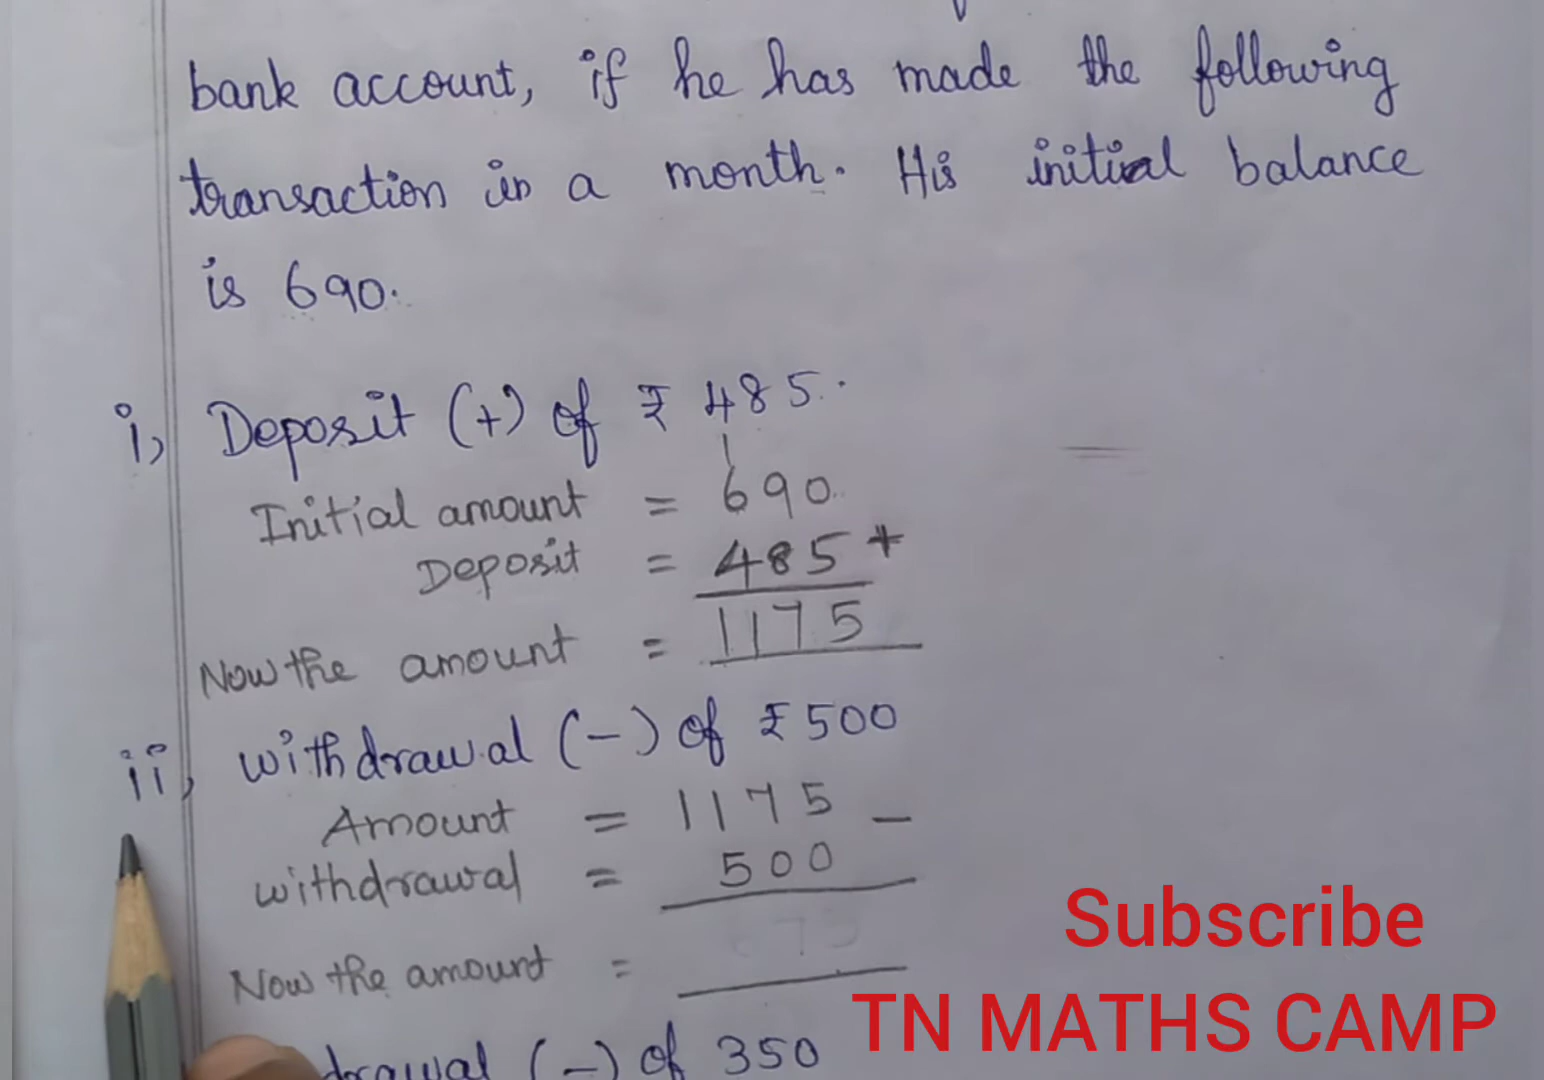 bank account, if he has made the following
transaction in a month. His initial balance
is 690.
i, Deposit (+) of ₹ 485.
1
Initial amount = 690
Deposit = 485 +
Now the amount = 1175
ii, withdrawal (-) of ₹ 500
Amount = 1175 -
withdrawal = 500
Now the amount =
drawal (-) of 350
Subscribe
TN MATHS CAMP